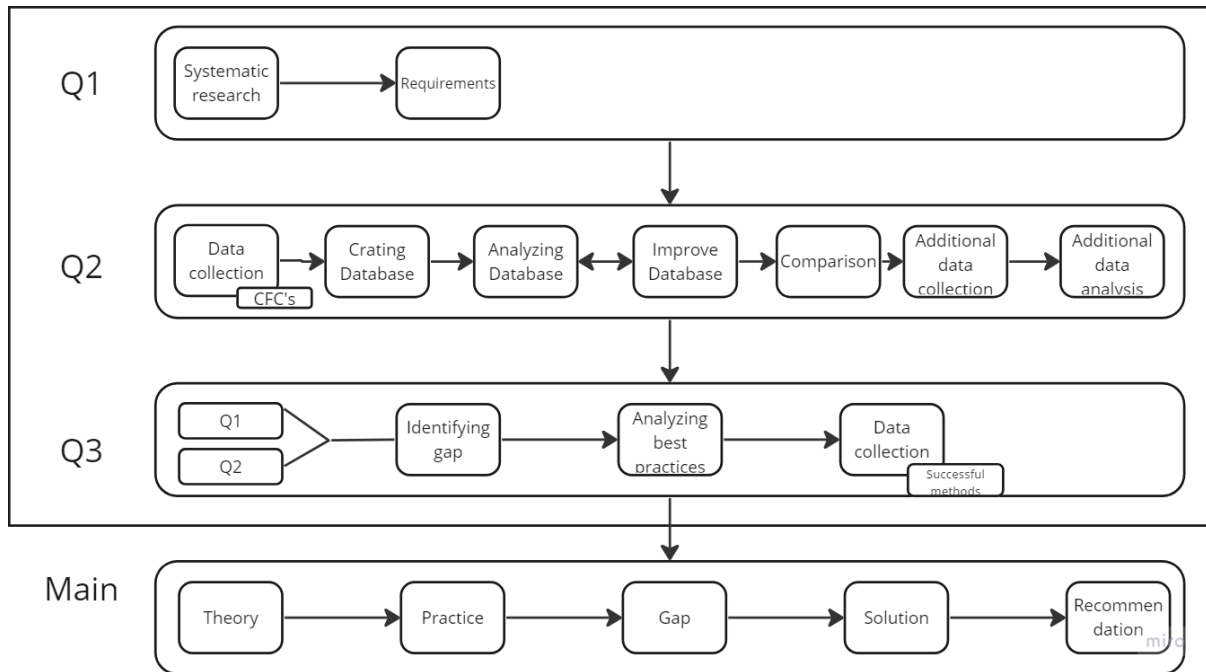 Q1
Systematic
research
Requirements
Q2
Data
collection
CFC's
Crating
Database
Analyzing
Database
Improve
Database
Comparison
Additional
data
collection
Additional
data
analysis
Q3
Q1
Q2
Identifying
gap
Analyzing
best
practices
Data
collection
Successful
methods
Main
Theory
Practice
Gap
Solution
Recommen
dation
miro